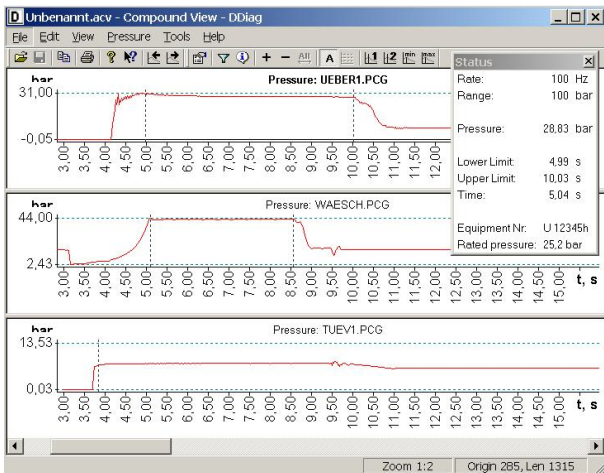 Unbenannt.acv - Compound View - DDiag
File Edit View Pressure Tools Help
All A 1 2 min max
bar Pressure: UEBER1.PCG
31,00
-0,05
3,00 3,50 4,00 4,50 5,00 5,50 6,00 6,50 7,00 7,50 8,00 8,50 9,00 9,50 10,00 10,50 11,00 11,50 12,00
Status
Rate: 100 Hz
Range: 100 bar
Pressure: 28,83 bar
Lower Limit: 4,99 s
Upper Limit: 10,03 s
Time: 5,04 s
Equipment Nr: U 12345h
Rated pressure: 25,2 bar
bar Pressure: WAESCH.PCG
44,00
2,43
3,00 3,50 4,00 4,50 5,00 5,50 6,00 6,50 7,00 7,50 8,00 8,50 9,00 9,50 10,00 10,50 11,00 11,50 12,00 12,50 13,00 13,50 14,00 14,50 15,00 t, s
bar Pressure: TUEV1.PCG
13,53
0,03
3,00 3,50 4,00 4,50 5,00 5,50 6,00 6,50 7,00 7,50 8,00 8,50 9,00 9,50 10,00 10,50 11,00 11,50 12,00 12,50 13,00 13,50 14,00 14,50 15,00 t, s
Zoom 1:2 Origin 285, Len 1315